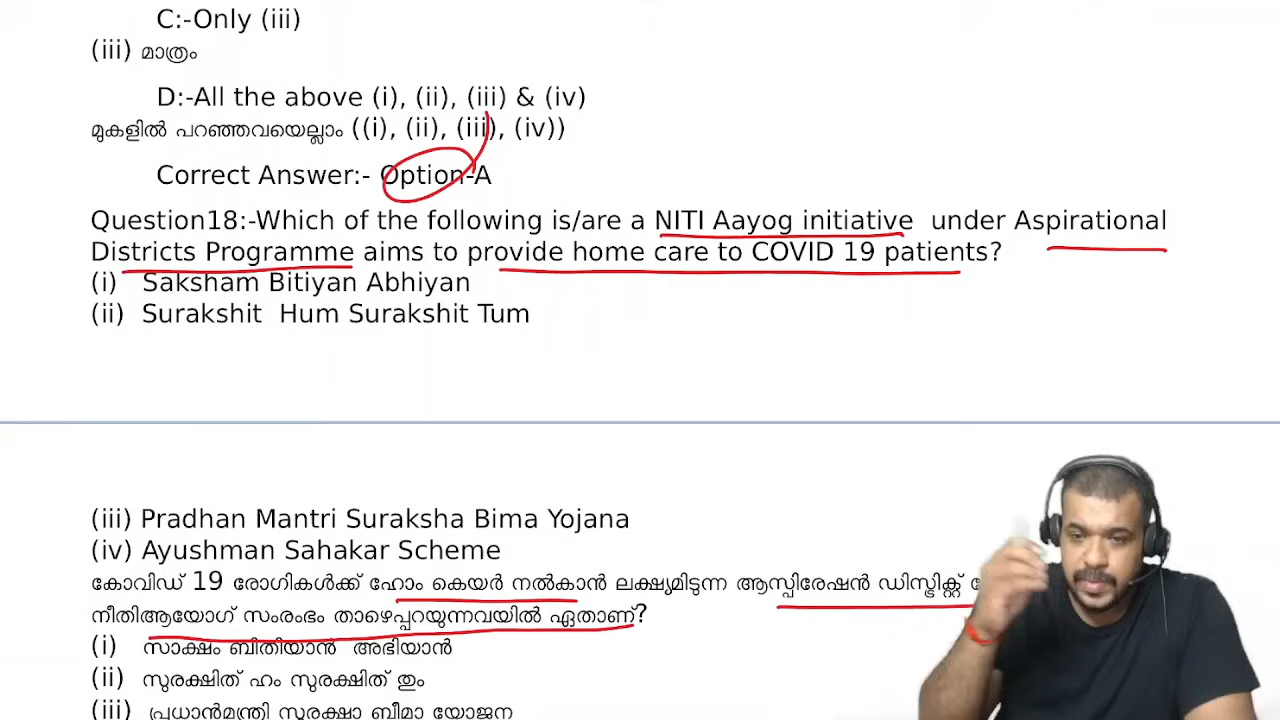 C:-Only (iii)
(iii) മാത്രം
D:-All the above (i), (ii), (iii) & (iv)
മുകളിൽ പറഞ്ഞവയെല്ലാം ((i), (ii), (iii), (iv))
Correct Answer:- Option-A
Question18:-Which of the following is/are a NITI Aayog initiative under Aspirational
Districts Programme aims to provide home care to COVID 19 patients?
(i) Saksham Bitiyan Abhiyan
(ii) Surakshit Hum Surakshit Tum
(iii) Pradhan Mantri Suraksha Bima Yojana
(iv) Ayushman Sahakar Scheme
കോവിഡ് 19 രോഗികൾക്ക് ഹോം കെയർ നൽകാൻ ലക്ഷ്യമിടുന്ന ആസ്പിരേഷൻ ഡിസ്ട്രിക്റ്റ്
നീതിആയോഗ് സംരംഭം താഴെപ്പറയുന്നവയിൽ ഏതാണ്?
(i) സാക്ഷം ബിതിയാൻ അഭിയാൻ
(ii) സുരക്ഷിത് ഹം സുരക്ഷിത് തും
(iii) പ്രധാൻമന്ത്രി സുരക്ഷാ ബീമാ യോജന